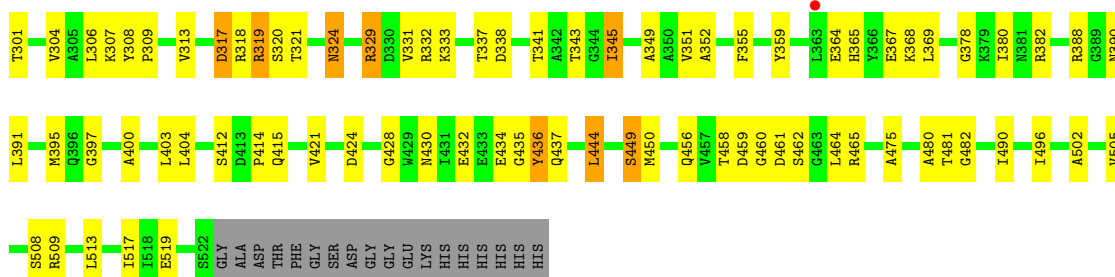 T301 V304 A305 L306 K307 Y308 P309 V313 D317 R318 R319 S320 T321 N324 R329 D330 V331 R332 K333 T337 D338 T341 A342 T343 G344 I345 A349 A350 V351 A352 F355 Y359 L363 E364 H365 Y366 E367 K368 L369 G378 K379 I380 N381 R382 R388 G389 N390
L391 M395 Q396 G397 A400 L403 L404 S412 D413 P414 Q415 V421 D424 G428 W429 N430 I431 E432 E433 E434 G435 Y436 Q437 L444 S449 M450 Q456 V457 T458 D459 G460 D461 S462 G463 L464 R465 A475 A480 T481 G482 I490 I496 A502
S508 R509 L513 I517 I518 E519 S522 GLY ALA ASP THR PHE GLY SER ASP GLY GLY GLU LYS HIS HIS HIS HIS HIS HIS